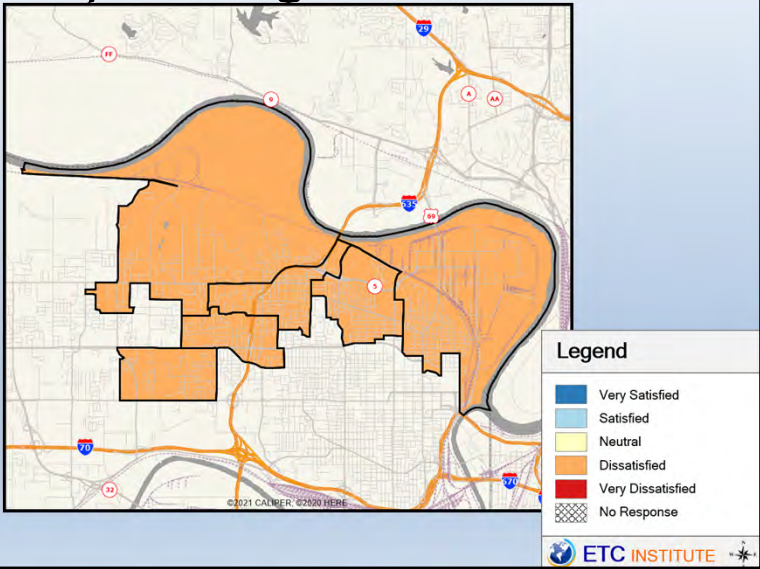 29
FF
A
AA
9
635
69
5
70
32
670
©2021 CALIPER; ©2020 HERE
Legend
Very Satisfied
Satisfied
Neutral
Dissatisfied
Very Dissatisfied
No Response
ETC INSTITUTE